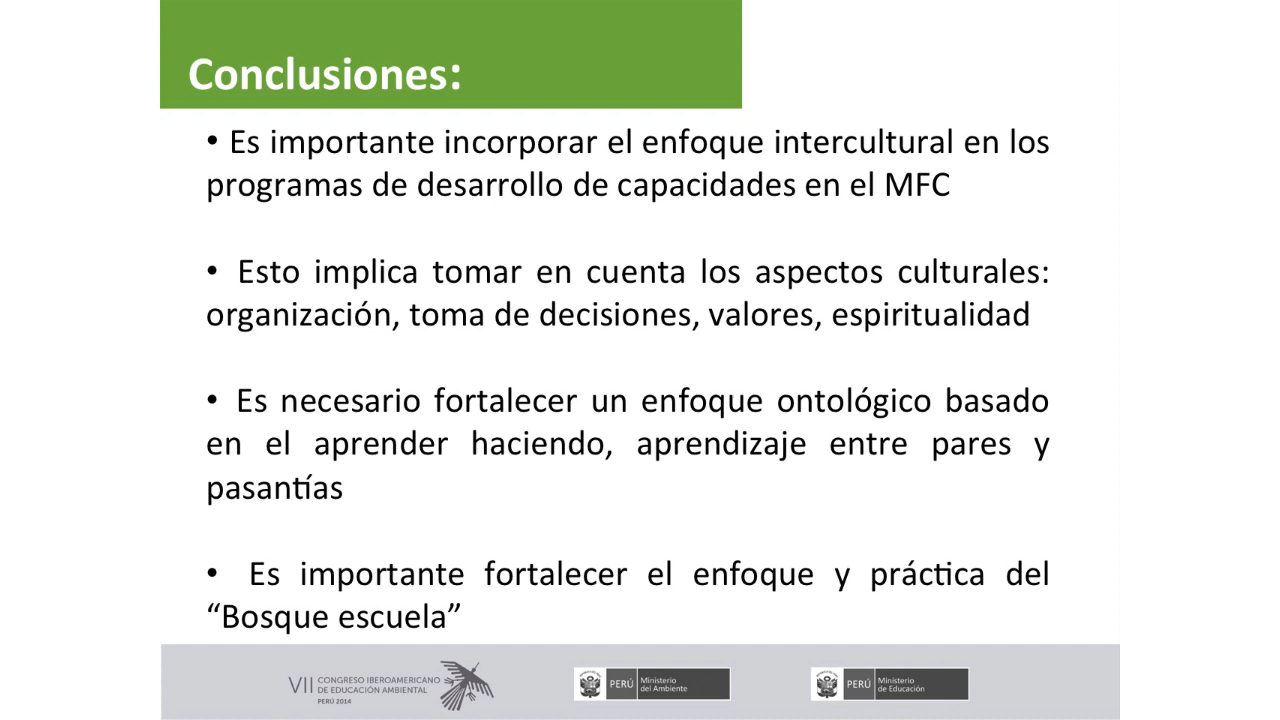 Conclusiones:
• Es importante incorporar el enfoque intercultural en los
programas de desarrollo de capacidades en el MFC
• Esto implica tomar en cuenta los aspectos culturales:
organización, toma de decisiones, valores, espiritualidad
• Es necesario fortalecer un enfoque ontológico basado
en el aprender haciendo, aprendizaje entre pares y
pasantías
• Es importante fortalecer el enfoque y práctica del
“Bosque escuela”
VII CONGRESO IBEROAMERICANO
DE EDUCACIÓN AMBIENTAL
PERÚ 2014
PERÚ Ministerio
del Ambiente
PERÚ Ministerio
de Educación